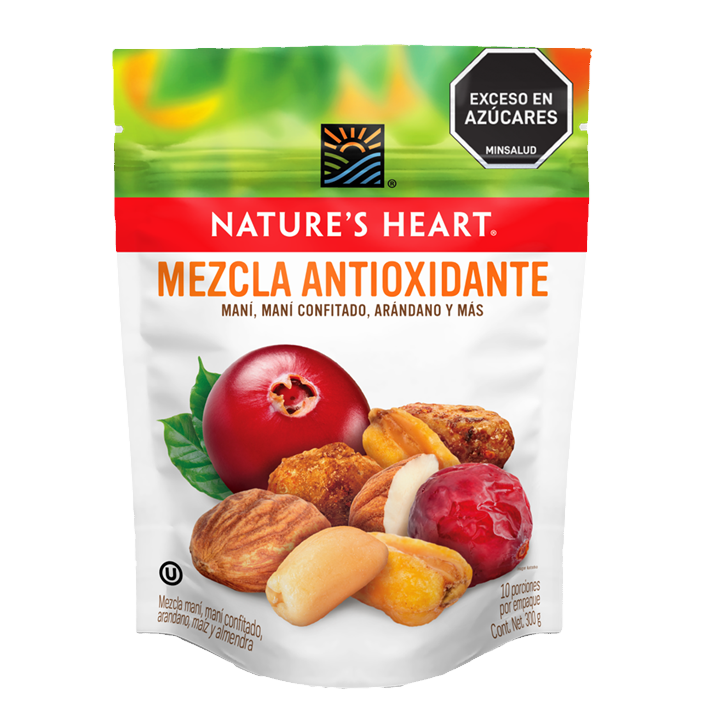 EXCESO EN
AZÚCARES
MINSALUD
®
NATURE'S HEART®
MEZCLA ANTIOXIDANTE
MANÍ, MANÍ CONFITADO, ARÁNDANO Y MÁS
U
Mezcla maní, maní confitado,
arándano, maíz y almendra
10 porciones
por empaque
Cont. Net. 300 g